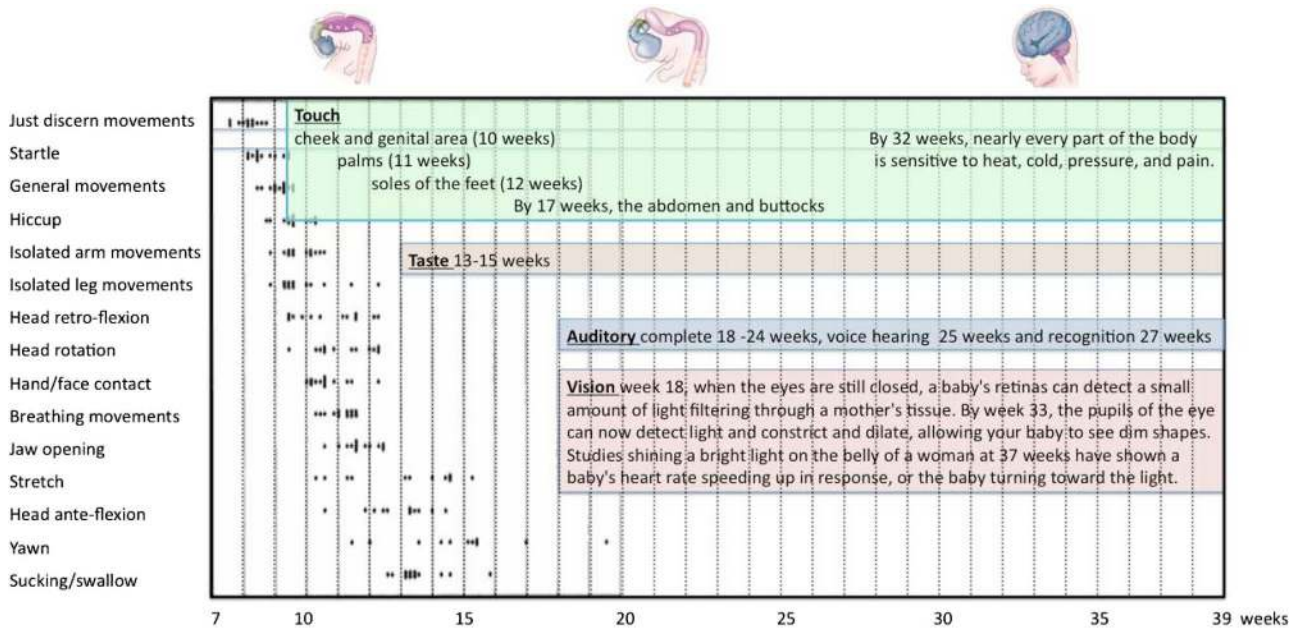 Just discern movements
Startle
General movements
Hiccup
Isolated arm movements
Isolated leg movements
Head retro-flexion
Head rotation
Hand/face contact
Breathing movements
Jaw opening
Stretch
Head ante-flexion
Yawn
Sucking/swallow
Touch
cheek and genital area (10 weeks)
palms (11 weeks)
soles of the feet (12 weeks)
By 17 weeks, the abdomen and buttocks
By 32 weeks, nearly every part of the body
is sensitive to heat, cold, pressure, and pain.
Taste 13-15 weeks
Auditory complete 18 -24 weeks, voice hearing 25 weeks and recognition 27 weeks
Vision week 18, when the eyes are still closed, a baby's retinas can detect a small
amount of light filtering through a mother's tissue. By week 33, the pupils of the eye
can now detect light and constrict and dilate, allowing your baby to see dim shapes.
Studies shining a bright light on the belly of a woman at 37 weeks have shown a
baby's heart rate speeding up in response, or the baby turning toward the light.
7 10 15 20 25 30 35 39 weeks